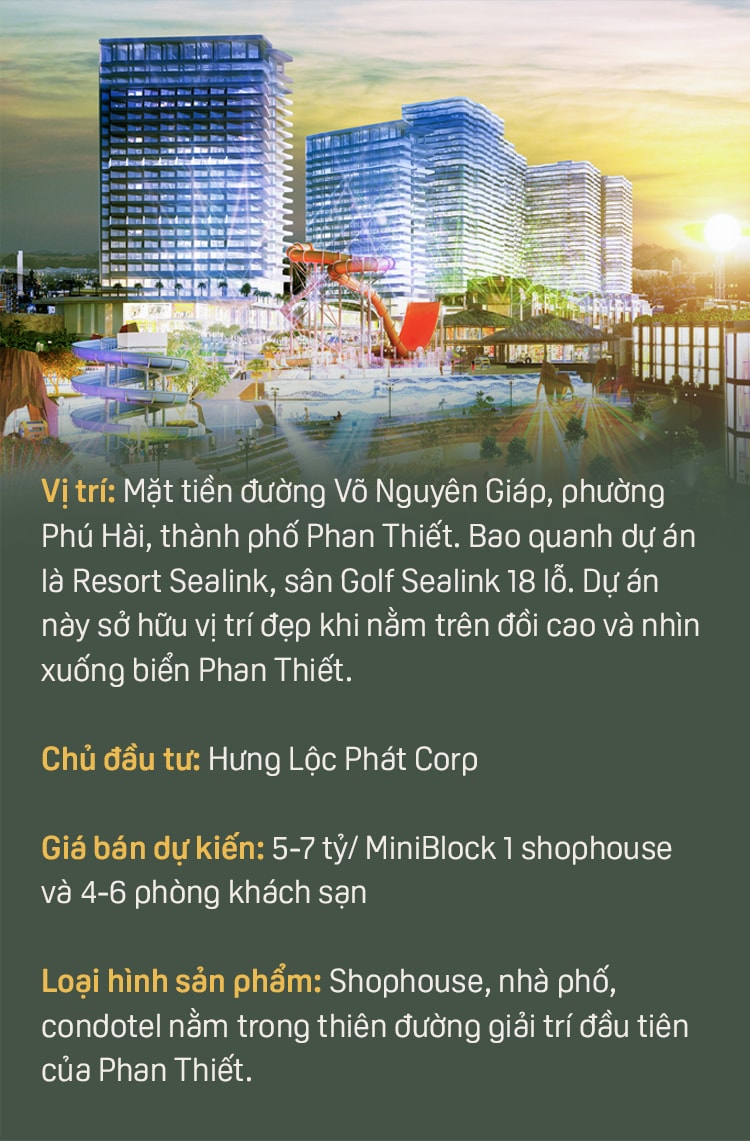 Vị trí: Mặt tiền đường Võ Nguyên Giáp, phường
Phú Hài, thành phố Phan Thiết. Bao quanh dự án
là Resort Sealink, sân Golf Sealink 18 lỗ. Dự án
này sở hữu vị trí đẹp khi nằm trên đồi cao và nhìn
xuống biển Phan Thiết.
Chủ đầu tư: Hưng Lộc Phát Corp
Giá bán dự kiến: 5-7 tỷ/ MiniBlock 1 shophouse
và 4-6 phòng khách sạn
Loại hình sản phẩm: Shophouse, nhà phố,
condotel nằm trong thiên đường giải trí đầu tiên
của Phan Thiết.